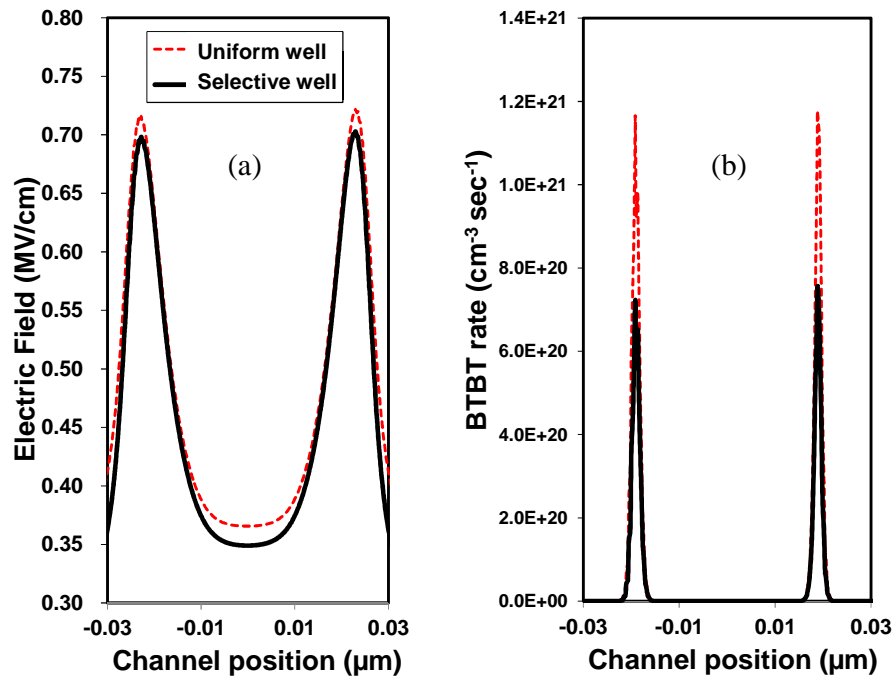 0.80
0.75
0.70
0.65
0.60
0.55
0.50
0.45
0.40
0.35
0.30
Electric Field (MV/cm)
Uniform well
Selective well
(a)
-0.03
-0.01
0.01
0.03
Channel position (µm)
1.4E+21
1.2E+21
1.0E+21
8.0E+20
6.0E+20
4.0E+20
2.0E+20
0.0E+00
BTBT rate (cm-3 sec-1)
(b)
-0.03
-0.01
0.01
0.03
Channel position (µm)